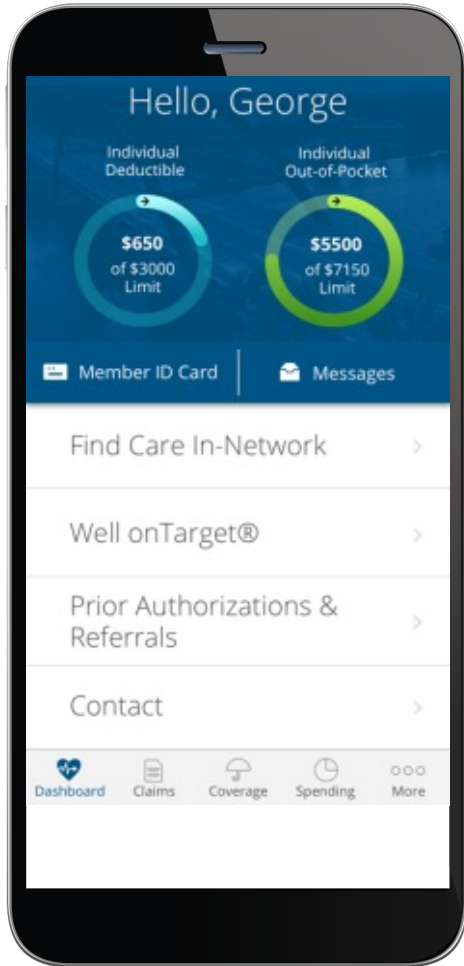 Hello, George
Individual
Deductible
$650
of $3000
Limit
Individual
Out-of-Pocket
$5500
of $7150
Limit
Member ID Card
Messages
Find Care In-Network
Well onTarget®
Prior Authorizations &
Referrals
Contact
Dashboard
Claims
Coverage
Spending
More